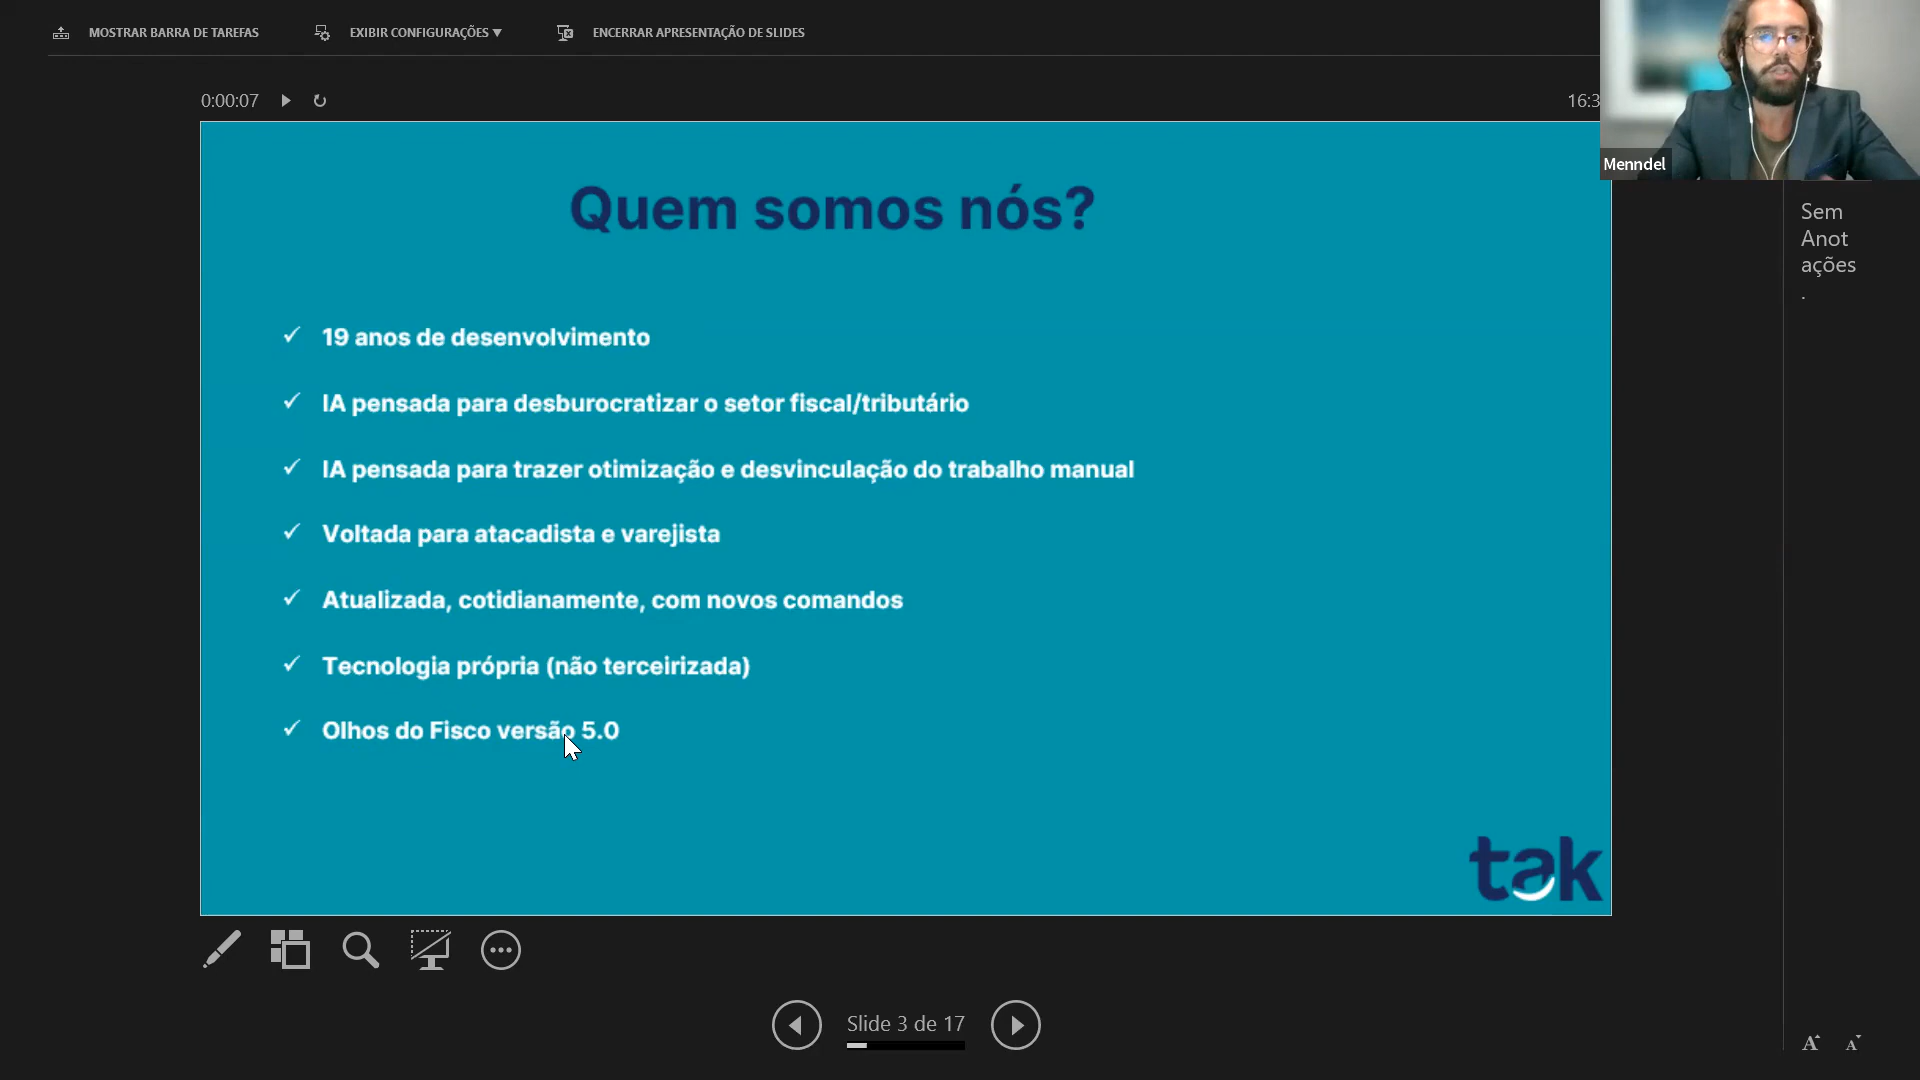 MOSTRAR BARRA DE TAREFAS
EXIBIR CONFIGURAÇÕES ▼
ENCERRAR APRESENTAÇÃO DE SLIDES
0:00:07
16:3
Menndel
Quem somos nós?
✓ 19 anos de desenvolvimento
✓ IA pensada para desburocratizar o setor fiscal/tributário
✓ IA pensada para trazer otimização e desvinculação do trabalho manual
✓ Voltada para atacadista e varejista
✓ Atualizada, cotidianamente, com novos comandos
✓ Tecnologia própria (não terceirizada)
✓ Olhos do Fisco versão 5.0
tak
Sem
Anot
ações
.
Slide 3 de 17
A A